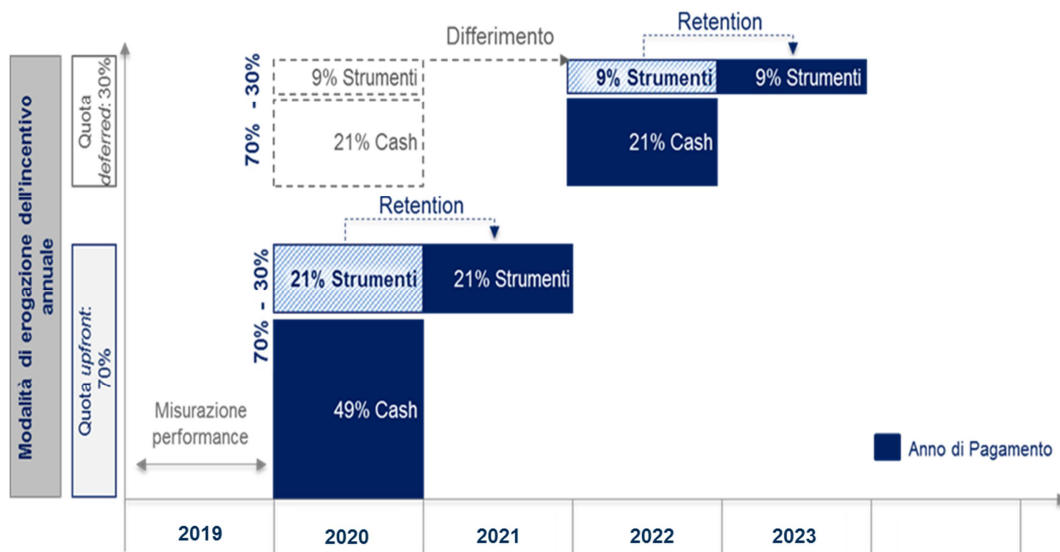 Modalità di erogazione dell'incentivo
annuale
Quota
deferred: 30%
Quota upfront:
70%
70% - 30%
9% Strumenti
21% Cash
Differimento
Retention
9% Strumenti
9% Strumenti
21% Cash
Retention
70% - 30%
21% Strumenti
21% Strumenti
49% Cash
Misurazione
performance
Anno di Pagamento
2019
2020
2021
2022
2023